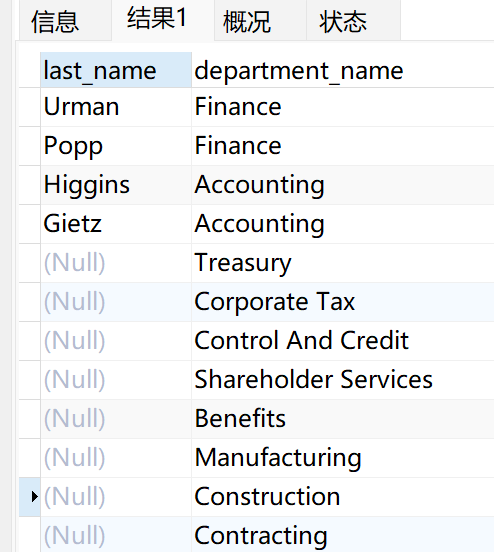 信息 结果1 概况 状态
last_name department_name
Urman Finance
Popp Finance
Higgins Accounting
Gietz Accounting
(Null) Treasury
(Null) Corporate Tax
(Null) Control And Credit
(Null) Shareholder Services
(Null) Benefits
(Null) Manufacturing
(Null) Construction
(Null) Contracting